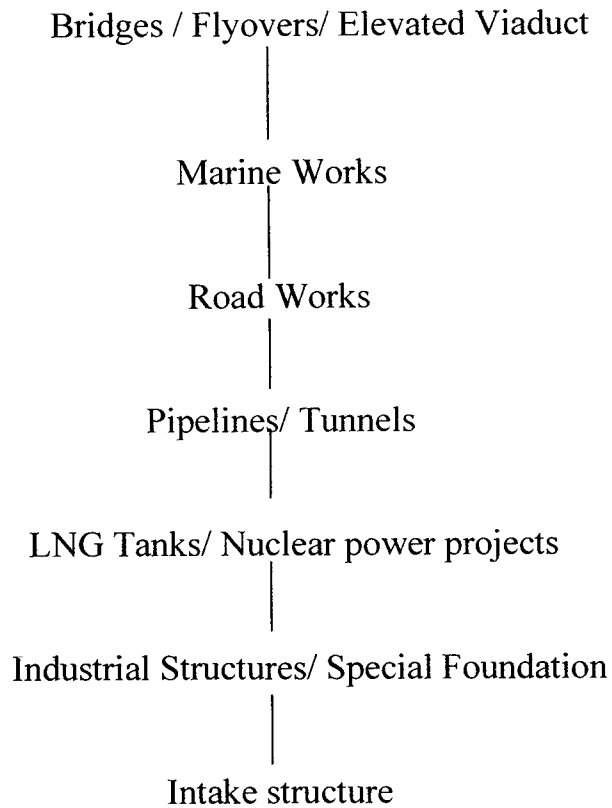 Bridges / Flyovers/ Elevated Viaduct
Marine Works
Road Works
Pipelines/ Tunnels
LNG Tanks/ Nuclear power projects
Industrial Structures/ Special Foundation
Intake structure